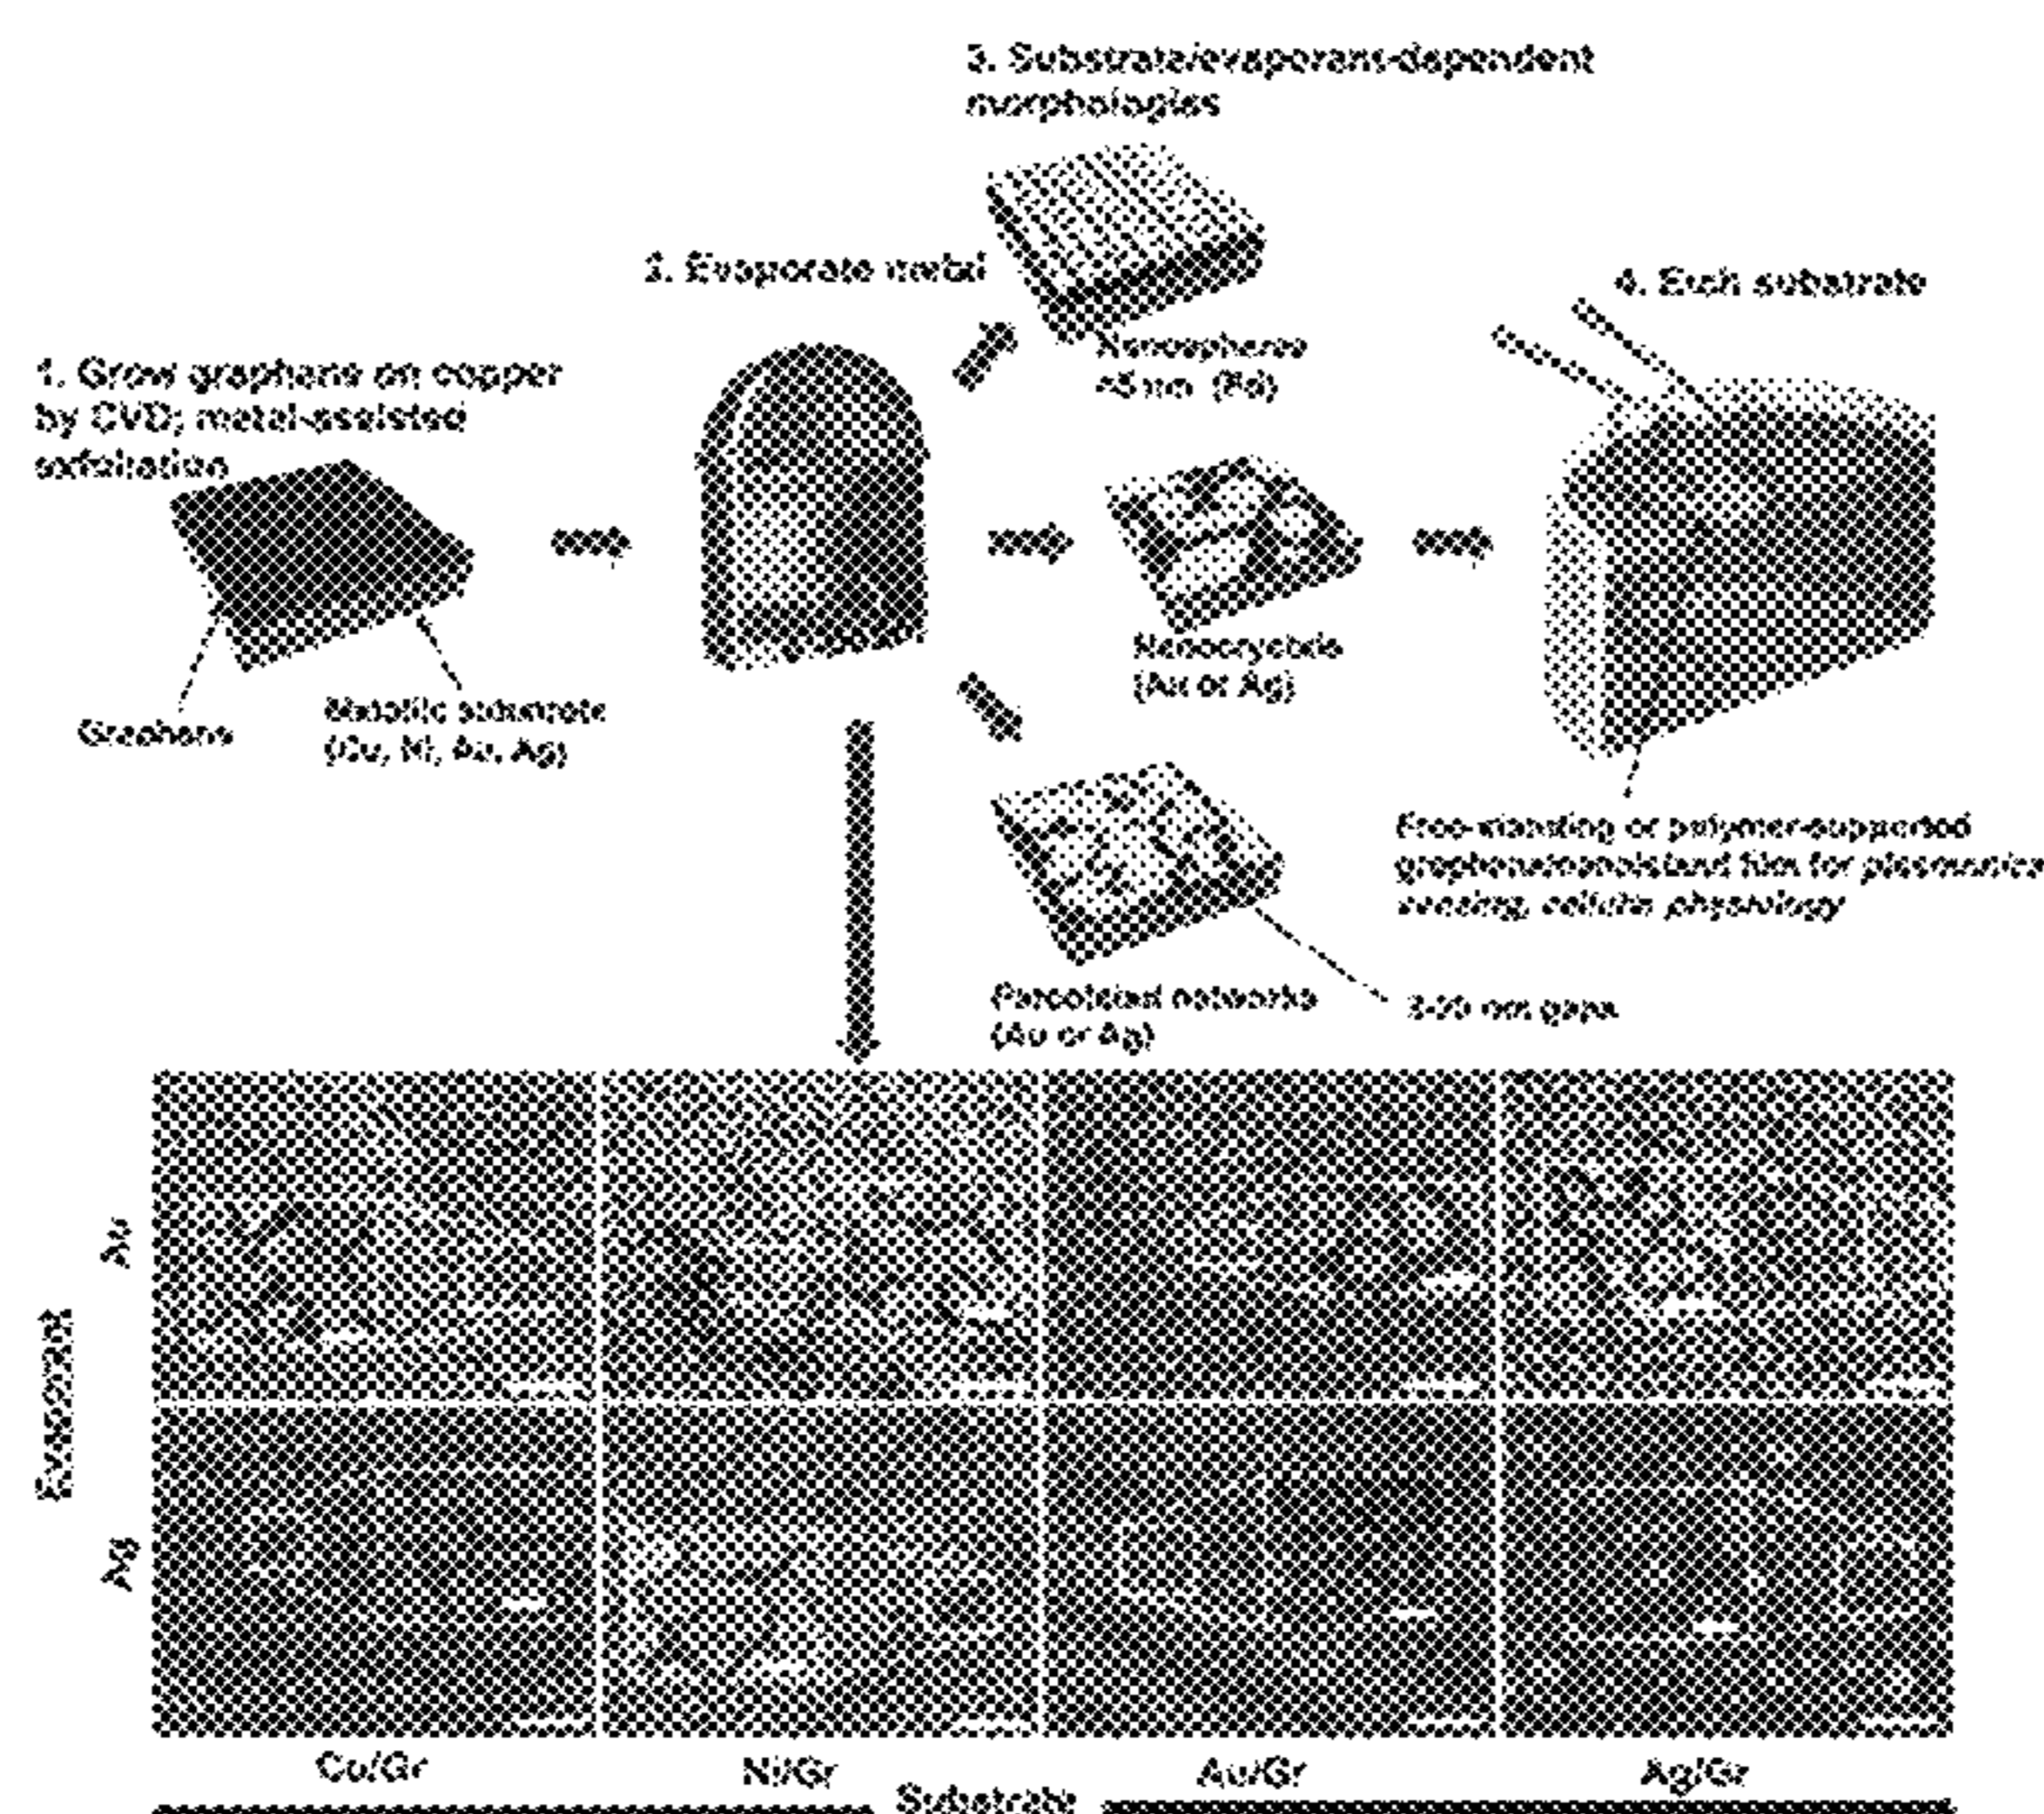 3. Substrate/evaporant-dependent
morphologies
2. Evaporate metal
4. Etch substrate
1. Grow graphene on copper
by CVD; metal-assisted
exfoliation
Nanospheres
(Pd)
Nanocrystals
(Au or Ag)
Graphene
Metallic substrate
(Cu, Ni, Au, Ag)
Free-standing or polymer-supported
graphene/nanoisland film for plasmonics
sensing, cellular physiology
Percolated networks
(Au or Ag)
nm gaps
Evaporant
Au
Ag
Cu/Gr
Ni/Gr
Au/Gr
Ag/Gr
Substrate